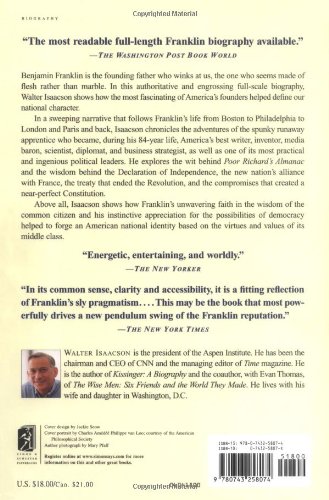 Copyrighted Material
BIOGRAPHY
“The most readable full-length Franklin biography available.”
—THE WASHINGTON POST BOOK WORLD
Benjamin Franklin is the founding father who winks at us, the one who seems made of
flesh rather than marble. In this authoritative and engrossing full-scale biography,
Walter Isaacson shows how the most fascinating of America’s founders helped define our
national character.
In a sweeping narrative that follows Franklin’s life from Boston to Philadelphia to
London and Paris and back, Isaacson chronicles the adventures of the spunky runaway
apprentice who became, during his 84-year life, America’s best writer, inventor, media
baron, scientist, diplomat, and business strategist, as well as one of its most practical
and ingenious political leaders. He explores the wit behind Poor Richard’s Almanac
and the wisdom behind the Declaration of Independence, the new nation’s alliance
with France, the treaty that ended the Revolution, and the compromises that created a
near-perfect Constitution.
Above all, Isaacson shows how Franklin’s unwavering faith in the wisdom of the
common citizen and his instinctive appreciation for the possibilities of democracy
helped to forge an American national identity based on the virtues and values of its
middle class.
“Energetic, entertaining, and worldly.”
—THE NEW YORKER
“In its common sense, clarity and accessibility, it is a fitting reflection
of Franklin’s sly pragmatism. . . . This may be the book that most pow-
erfully drives a new pendulum swing of the Franklin reputation.”
—THE NEW YORK TIMES
WALTER ISAACSON is the president of the Aspen Institute. He has been the
chairman and CEO of CNN and the managing editor of Time magazine. He is
the author of Kissinger: A Biography and the coauthor, with Evan Thomas,
of The Wise Men: Six Friends and the World They Made. He lives with his
wife and daughter in Washington, D.C.
Cover design by Jackie Seow
Cover portrait by Charles Amédée Philippe van Loo; courtesy of the American
Philosophical Society
Author photograph by Mary Pfaff
Register online at www.simonsays.com for more
information on this and other great books.
SIMON &
SCHUSTER
PAPERBACKS
U.S. $18.00/Can. $21.00
ISBN-13: 978-0-7432-5807-4
ISBN-10: 0-7432-5807-X
51800
9 780743 258074
Copyrighted Material